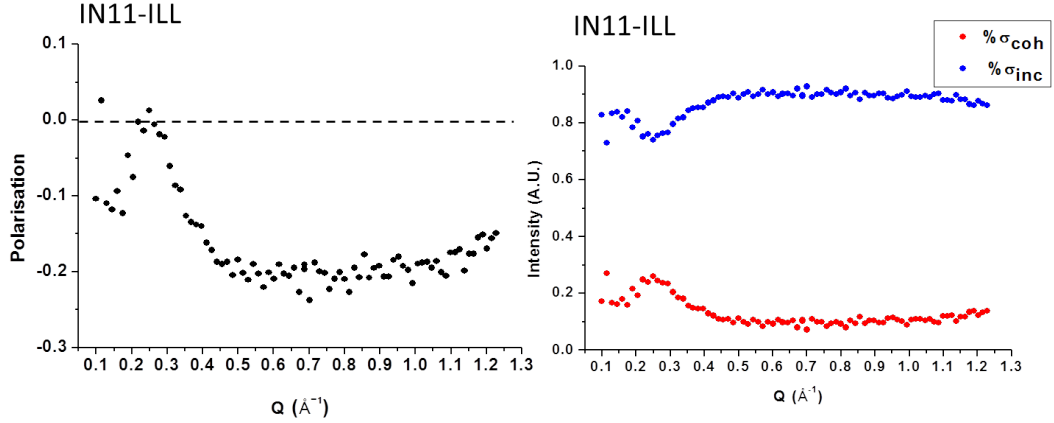 IN11-ILL
0.1
0.0
-0.1
-0.2
-0.3
Polarisation
0.1 0.2 0.3 0.4 0.5 0.6 0.7 0.8 0.9 1.0 1.1 1.2 1.3
Q (Å⁻¹)
IN11-ILL
% σcoh
% σinc
1.0
0.8
0.6
0.4
0.2
0.0
Intensity (A.U.)
0.1 0.2 0.3 0.4 0.5 0.6 0.7 0.8 0.9 1.0 1.1 1.2 1.3
Q (Å⁻¹)